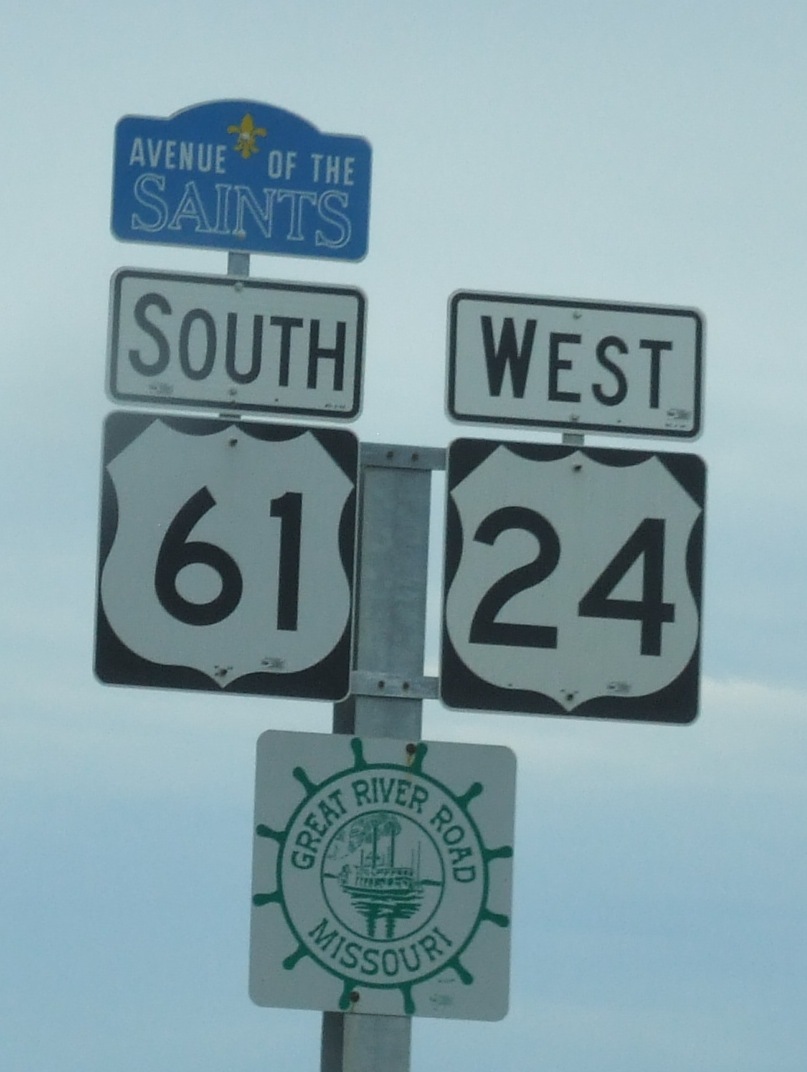 AVENUE OF THE
SAINTS
SOUTH
WEST
61
24
GREAT RIVER ROAD
MISSOURI